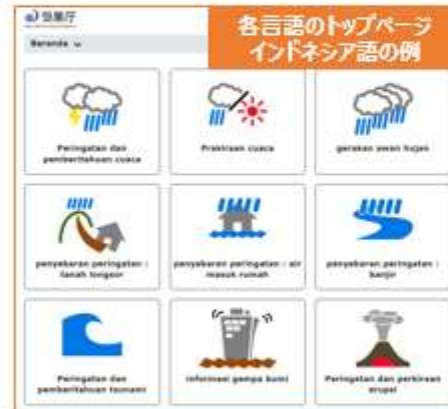 気象庁
各言語のトップページ
インドネシア語の例
Beranda
Peringatan dan
pemberitahuan cuaca
Prakiraan cuaca
gerakan awan hujan
penyebaran peringatan :
tanah longsor
penyebaran peringatan : air
masuk rumah
penyebaran peringatan :
banjir
Peringatan dan
pemberitahuan tsunami
informasi gempa bumi
Peringatan dan perkiraan
erupsi